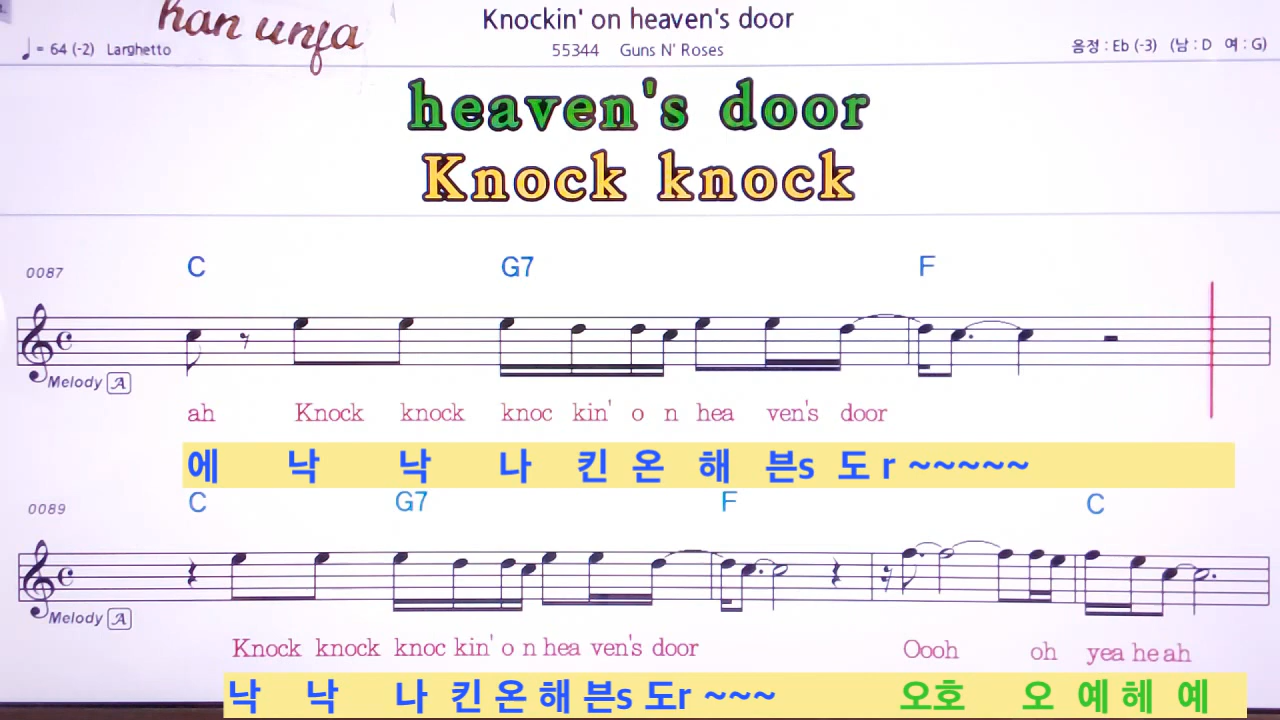 han unfa
Knockin' on heaven's door
♩ = 64 (-2) Larghetto
55344 Guns N' Roses
음정 : Eb (-3) (남 : D 여 : G)
heaven's door
Knock knock
0087
C G7 F
Melody A
ah Knock knock knoc kin' o n hea ven's door
에 낙 낙 나 킨 온 해 븐s 도 r ~~~~~
0089
C G7 F C
Melody A
Knock knock knoc kin' o n hea ven's door Oooh oh yea he ah
낙 낙 나 킨 온 해 븐s 도r ~~~ 오호 오 예 헤 예